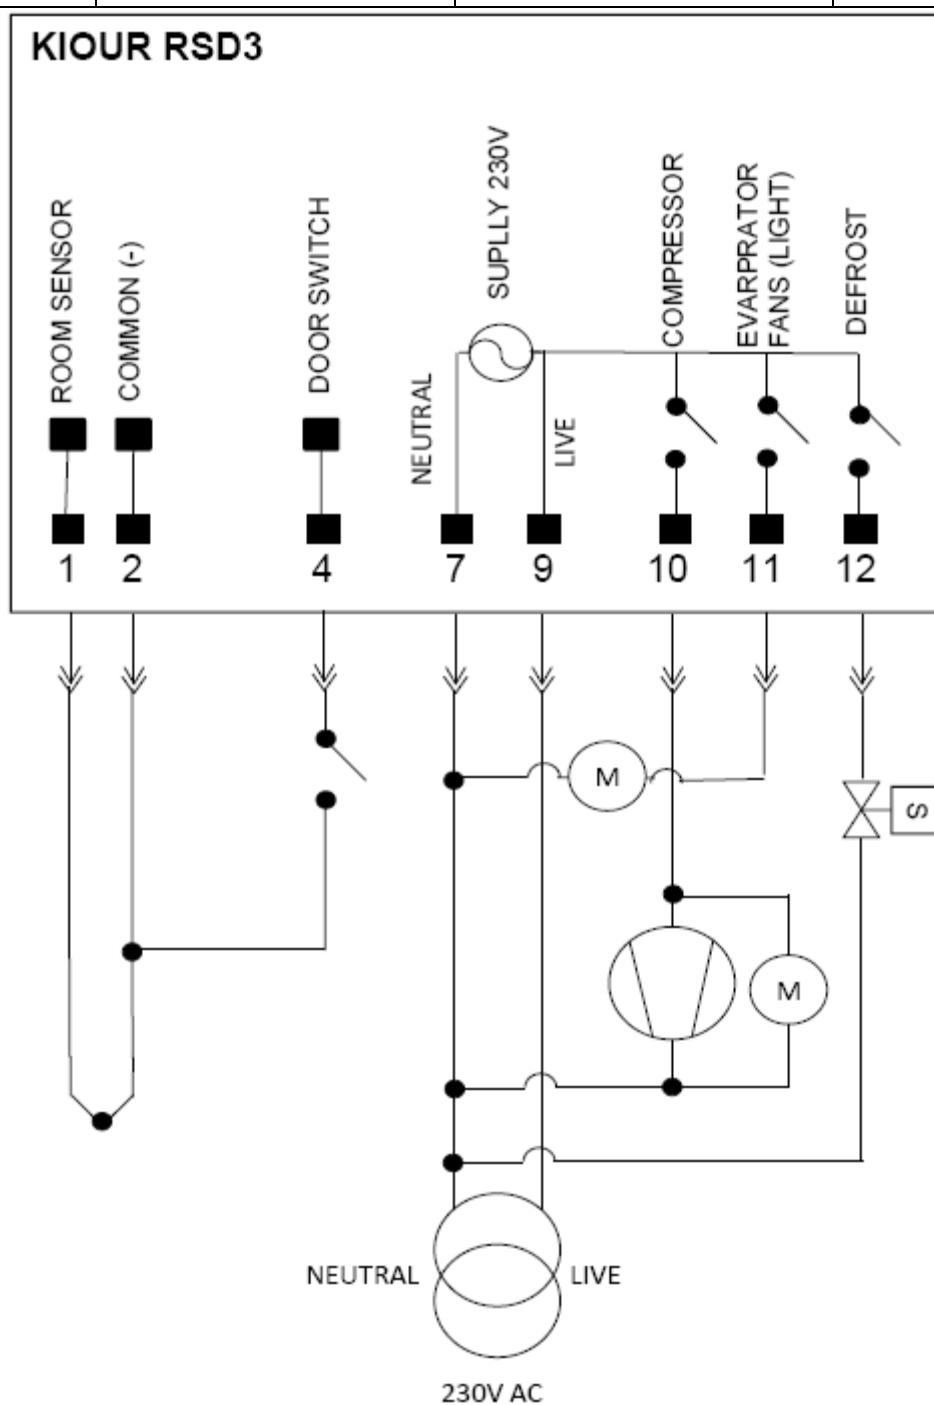 KIOUR RSD3
ROOM SENSOR
COMMON (-)
DOOR SWITCH
NEUTRAL
SUPLLY 230V
LIVE
COMPRESSOR
EVARPRATOR
FANS (LIGHT)
DEFROST
1
2
4
7
9
10
11
12
M
S
M
NEUTRAL
LIVE
230V AC